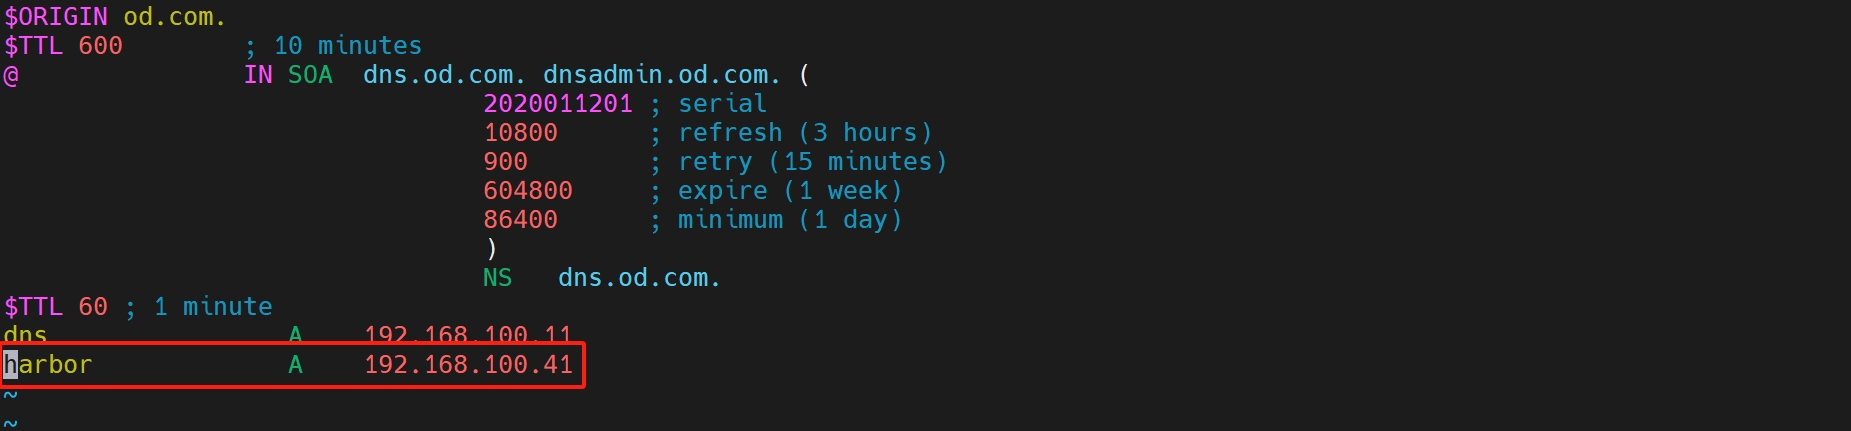 $ORIGIN od.com.
$TTL 600        ; 10 minutes
@               IN SOA  dns.od.com. dnsadmin.od.com. (
                                2020011201 ; serial
                                10800      ; refresh (3 hours)
                                900        ; retry (15 minutes)
                                604800     ; expire (1 week)
                                86400      ; minimum (1 day)
                                )
                                NS   dns.od.com.
$TTL 60 ; 1 minute
dns                A    192.168.100.11
harbor             A    192.168.100.41
~
~